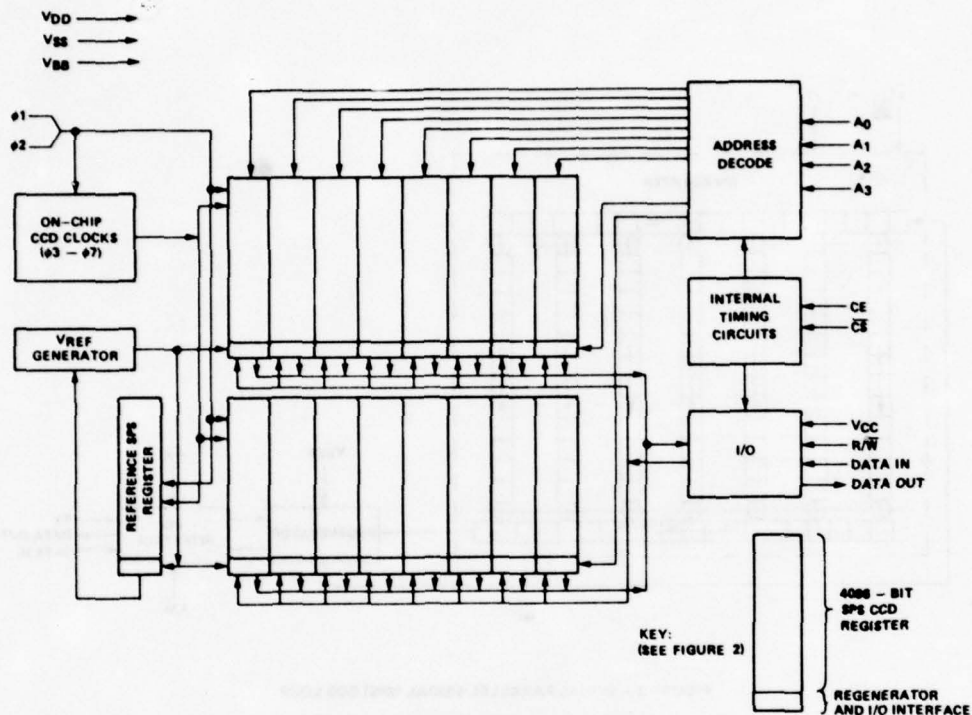 VDD
VSS
VBB
φ1
φ2
ON-CHIP
CCD CLOCKS
(φ3 – φ7)
VREF
GENERATOR
REFERENCE SPS
REGISTER
ADDRESS
DECODE
A0
A1
A2
A3
INTERNAL
TIMING
CIRCUITS
CE
C̅S̅
I/O
VCC
R/W̅
DATA IN
DATA OUT
KEY:
(SEE FIGURE 2)
4096 – BIT
SPS CCD
REGISTER
REGENERATOR
AND I/O INTERFACE